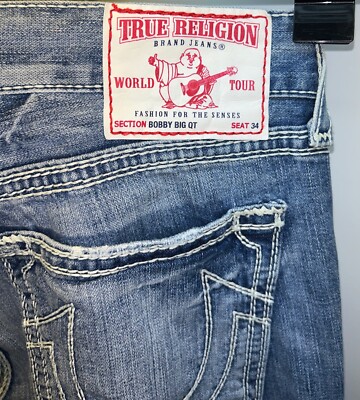 TRUE RELIGION
BRAND JEANS®
WORLD TOUR
FASHION FOR THE SENSES
SECTION BOBBY BIG QT SEAT 34